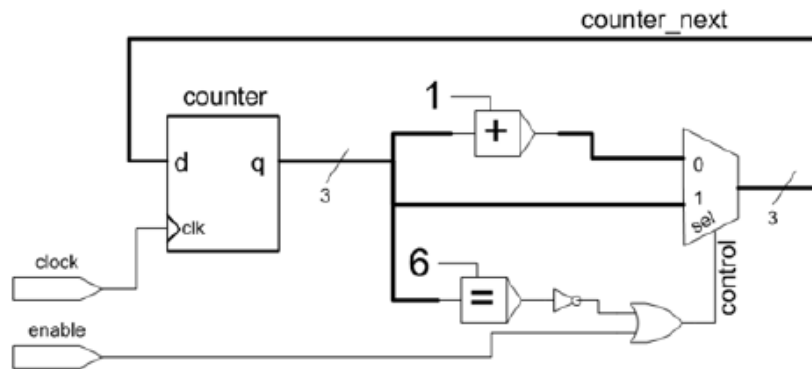 counter_next
counter
d q
clk
3
1
+
0
1
sel
3
control
6
=
clock
enable